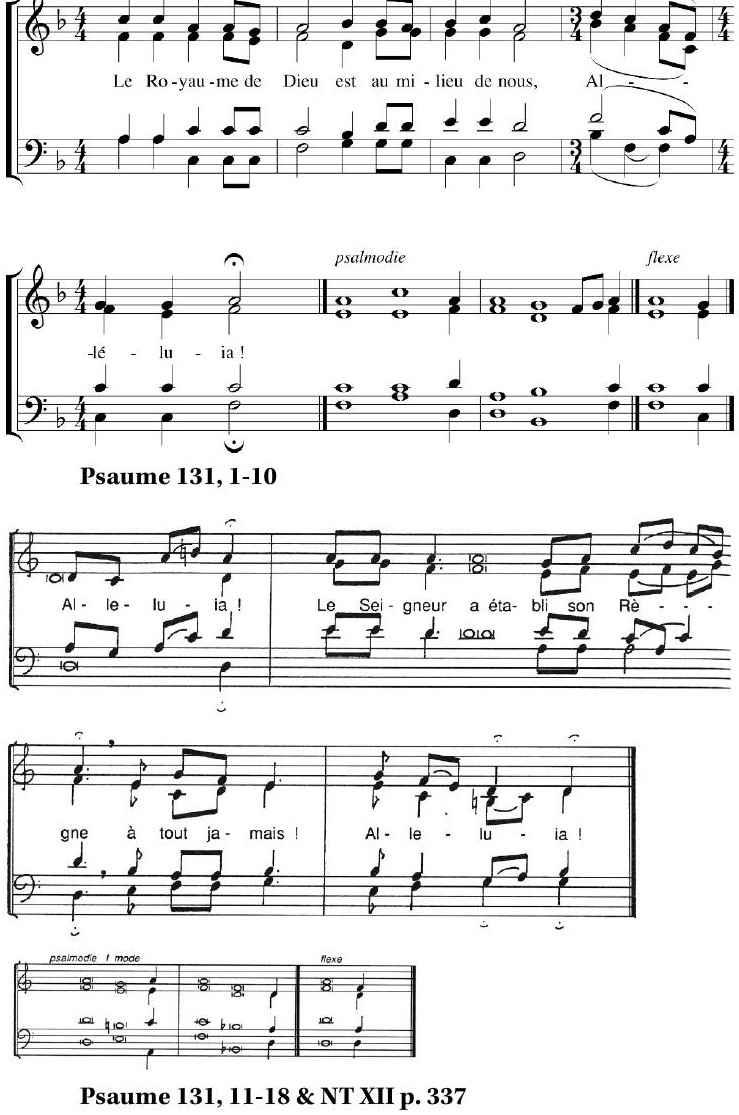 Le Ro - yau - me de Dieu est au mi - lieu de nous, Al - - -
psalmodie flexe
-lé - lu - ia !
Psaume 131, 1-10
Al - le - lu - ia ! Le Sei - gneur a éta - bli son Rè - - -
gne à tout ja - mais ! Al - le - lu - ia !
psalmodie I mode flexe
Psaume 131, 11-18 & NT XII p. 337